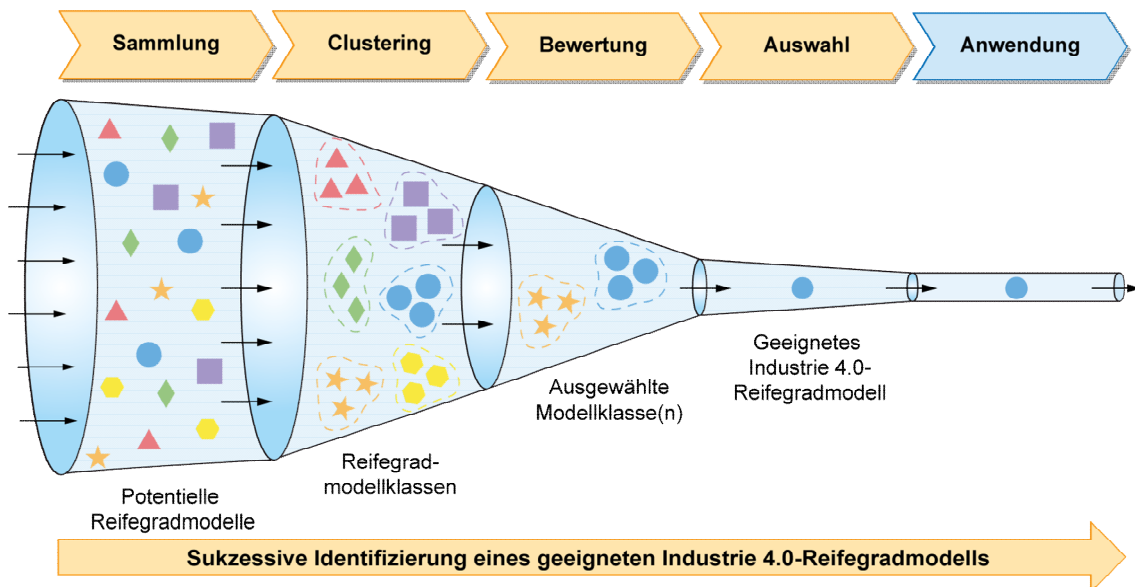 Sammlung
Clustering
Bewertung
Auswahl
Anwendung
Potentielle
Reifegradmodelle
Reifegrad-
modellklassen
Ausgewählte
Modellklasse(n)
Geeignetes
Industrie 4.0-
Reifegradmodell
Sukzessive Identifizierung eines geeigneten Industrie 4.0-Reifegradmodells